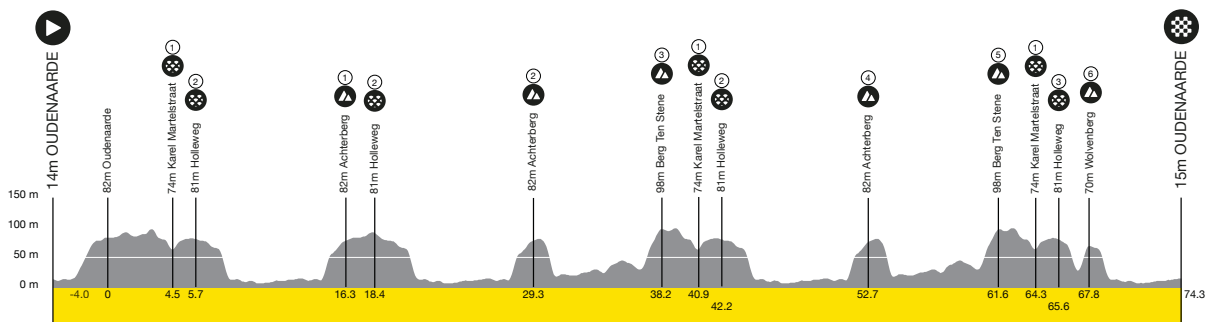 14m OUDENAARDE
82m Oudenaarde
1
74m Karel Martelstraat
2
81m Holleweg
1
82m Achterberg
2
81m Holleweg
2
82m Achterberg
3
98m Berg Ten Stene
1
74m Karel Martelstraat
2
81m Holleweg
4
82m Achterberg
5
98m Berg Ten Stene
1
74m Karel Martelstraat
3
81m Holleweg
6
70m Wolvenberg
15m OUDENAARDE
150 m
100 m
50 m
0 m
-4.0 0 4.5 5.7 16.3 18.4 29.3 38.2 40.9 52.7 61.6 64.3 67.8 74.3
42.2 65.6